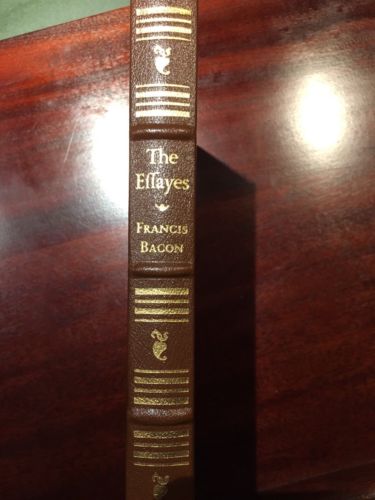 The
Eſſayes
FRANCIS
BACON